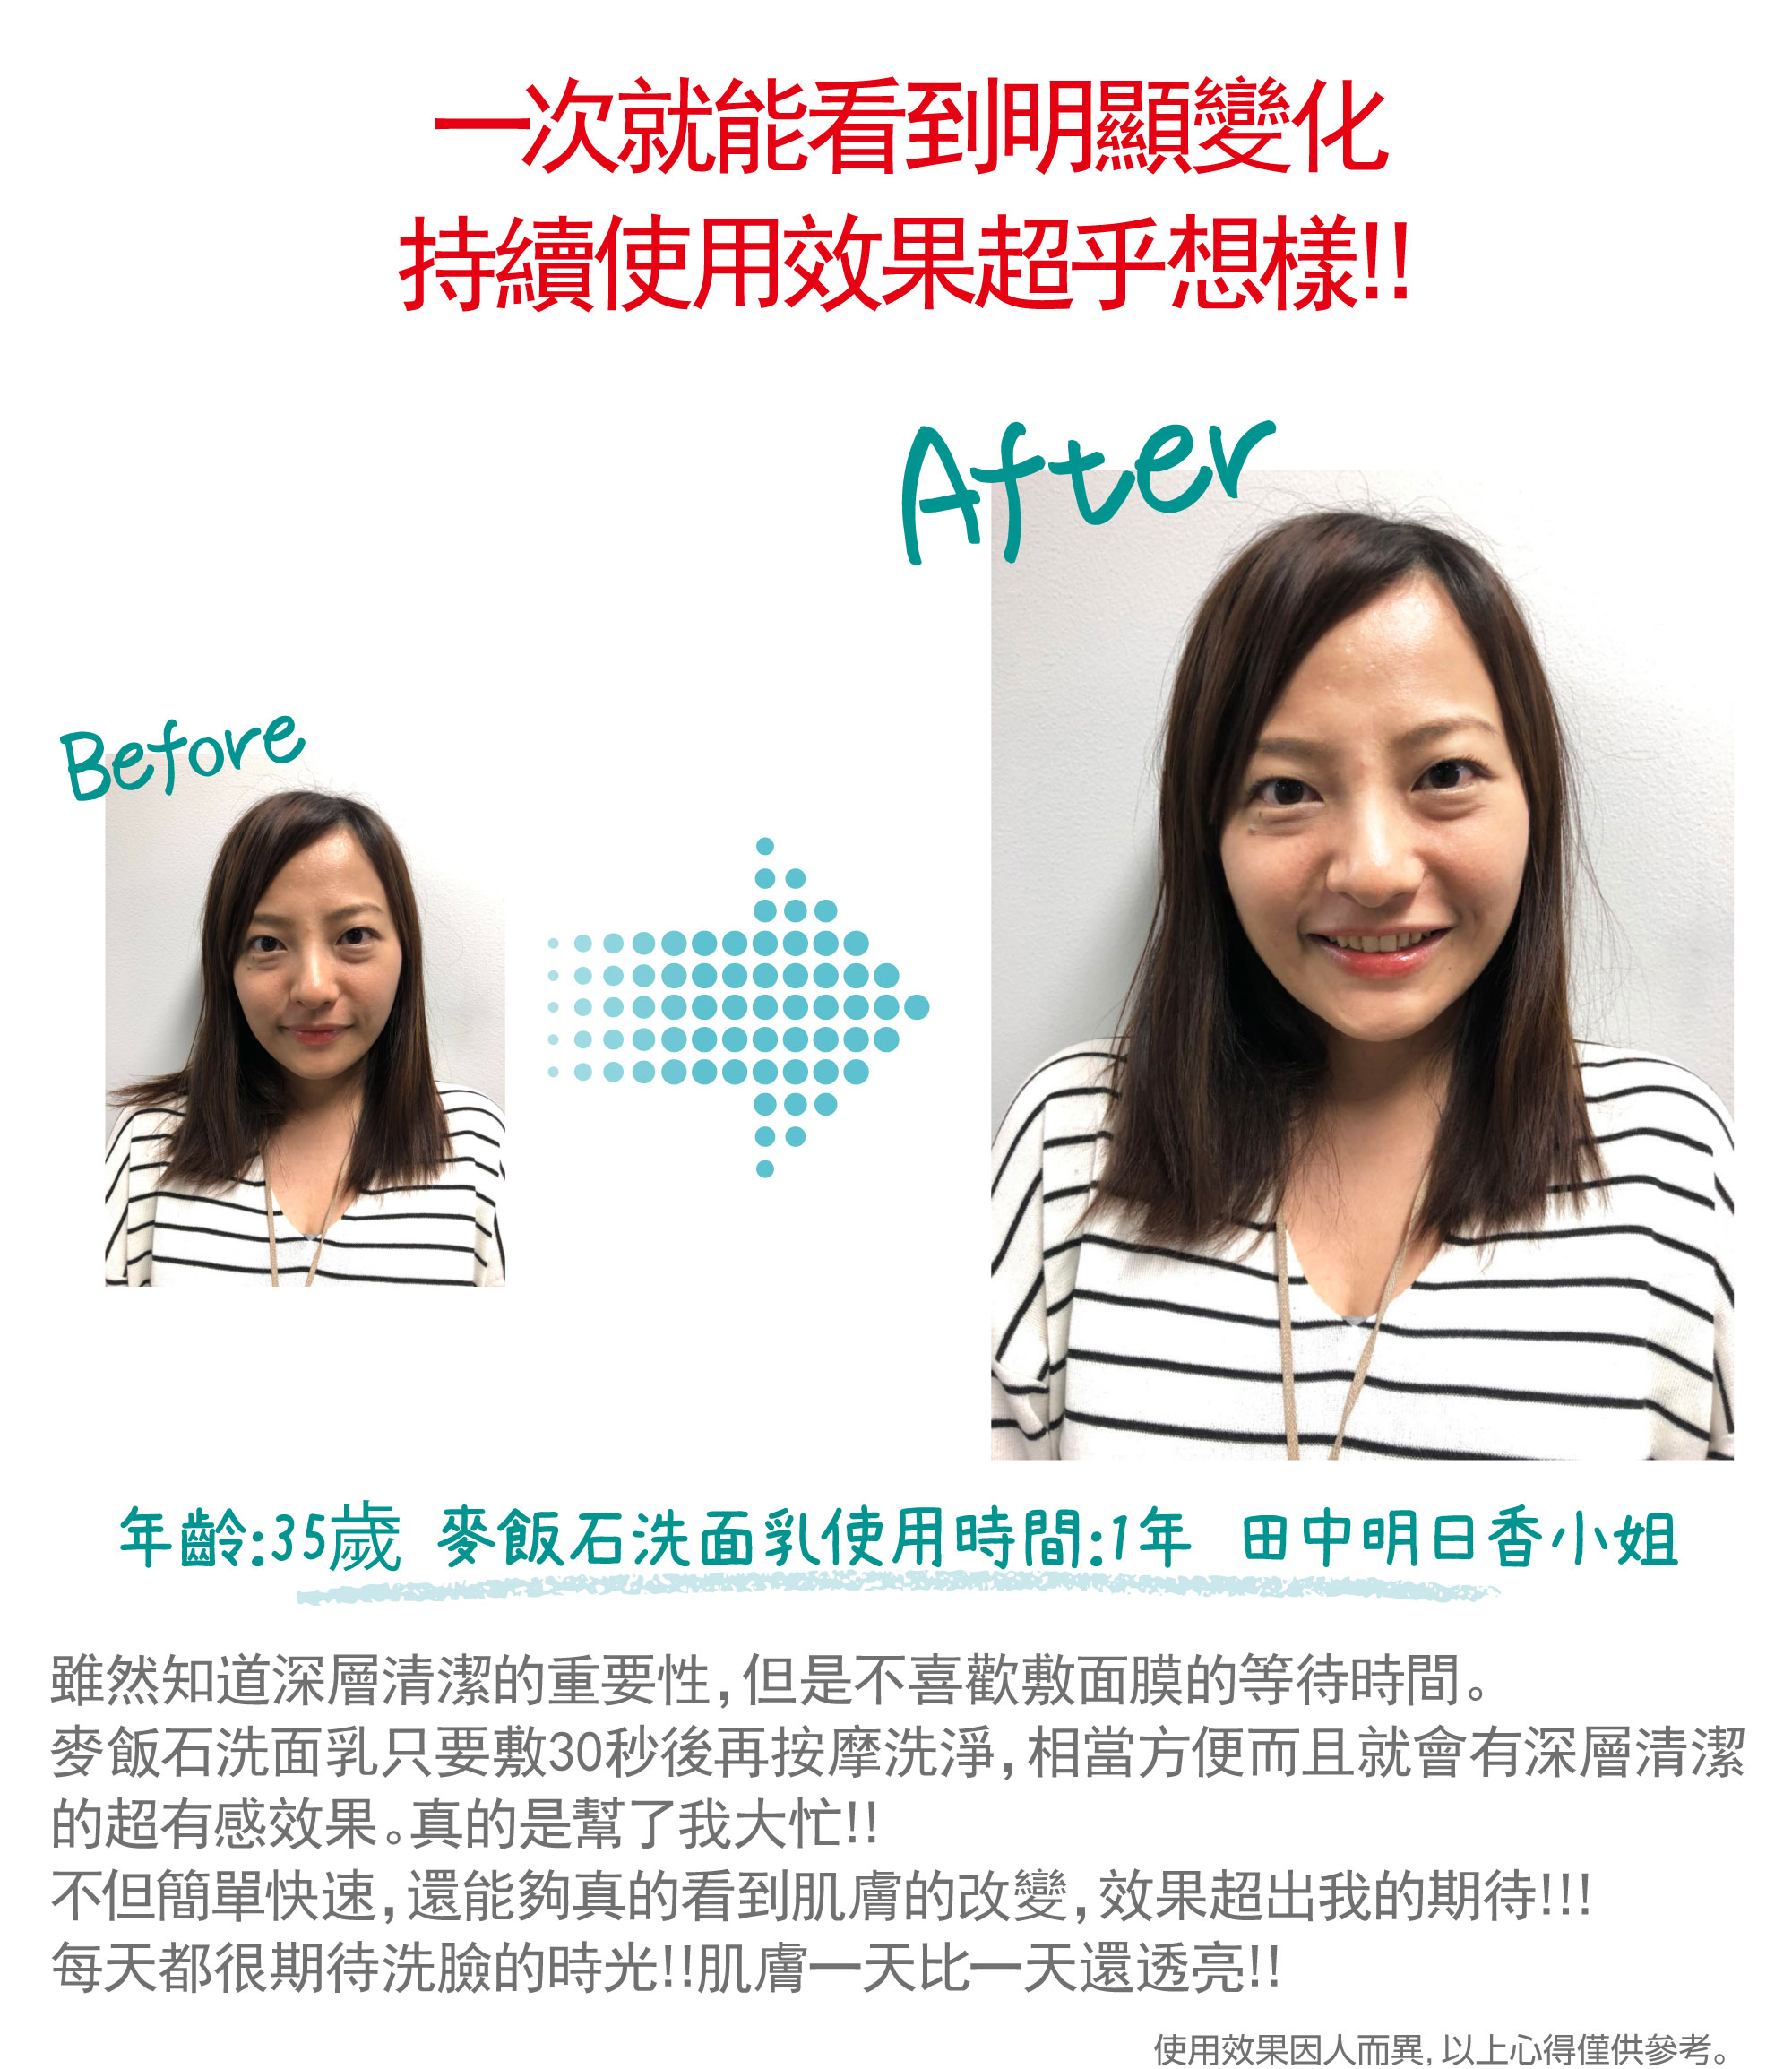 一次就能看到明顯變化
持續使用效果超乎想樣!!
After
Before
年齡:35歲 麥飯石洗面乳使用時間:1年 田中明日香小姐
雖然知道深層清潔的重要性,但是不喜歡敷面膜的等待時間。
麥飯石洗面乳只要敷30秒後再按摩洗淨,相當方便而且就會有深層清潔
的超有感效果。真的是幫了我大忙!!
不但簡單快速,還能夠真的看到肌膚的改變,效果超出我的期待!!!
每天都很期待洗臉的時光!!肌膚一天比一天還透亮!!
使用效果因人而異,以上心得僅供參考。